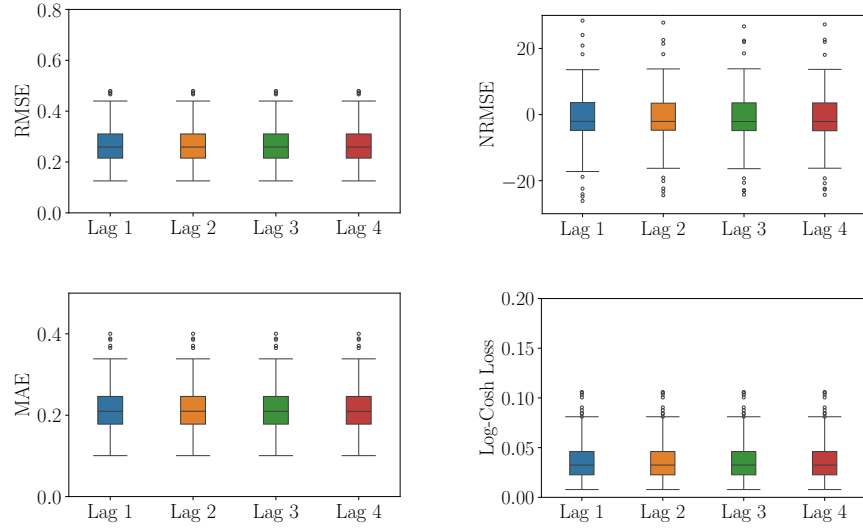 RMSE
0.8
0.6
0.4
0.2
0.0
Lag 1 Lag 2 Lag 3 Lag 4
NRMSE
20
0
−20
Lag 1 Lag 2 Lag 3 Lag 4
MAE
0.4
0.2
0.0
Lag 1 Lag 2 Lag 3 Lag 4
Log-Cosh Loss
0.20
0.15
0.10
0.05
0.00
Lag 1 Lag 2 Lag 3 Lag 4